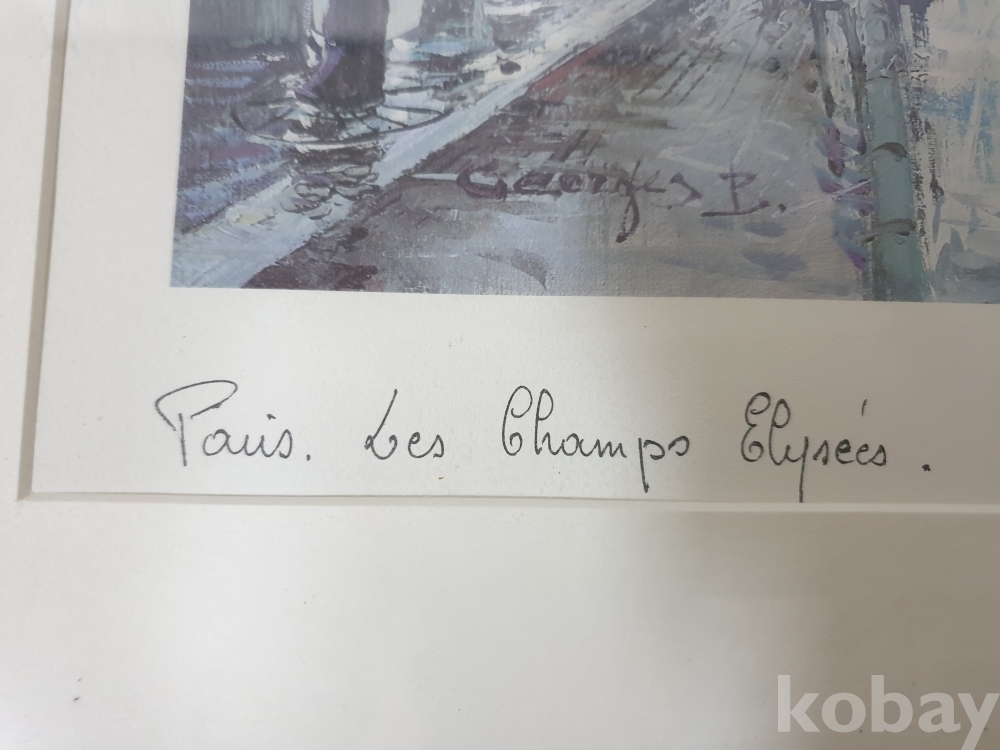 Georges B.
Paris. Les Champs Elysées.
kobay